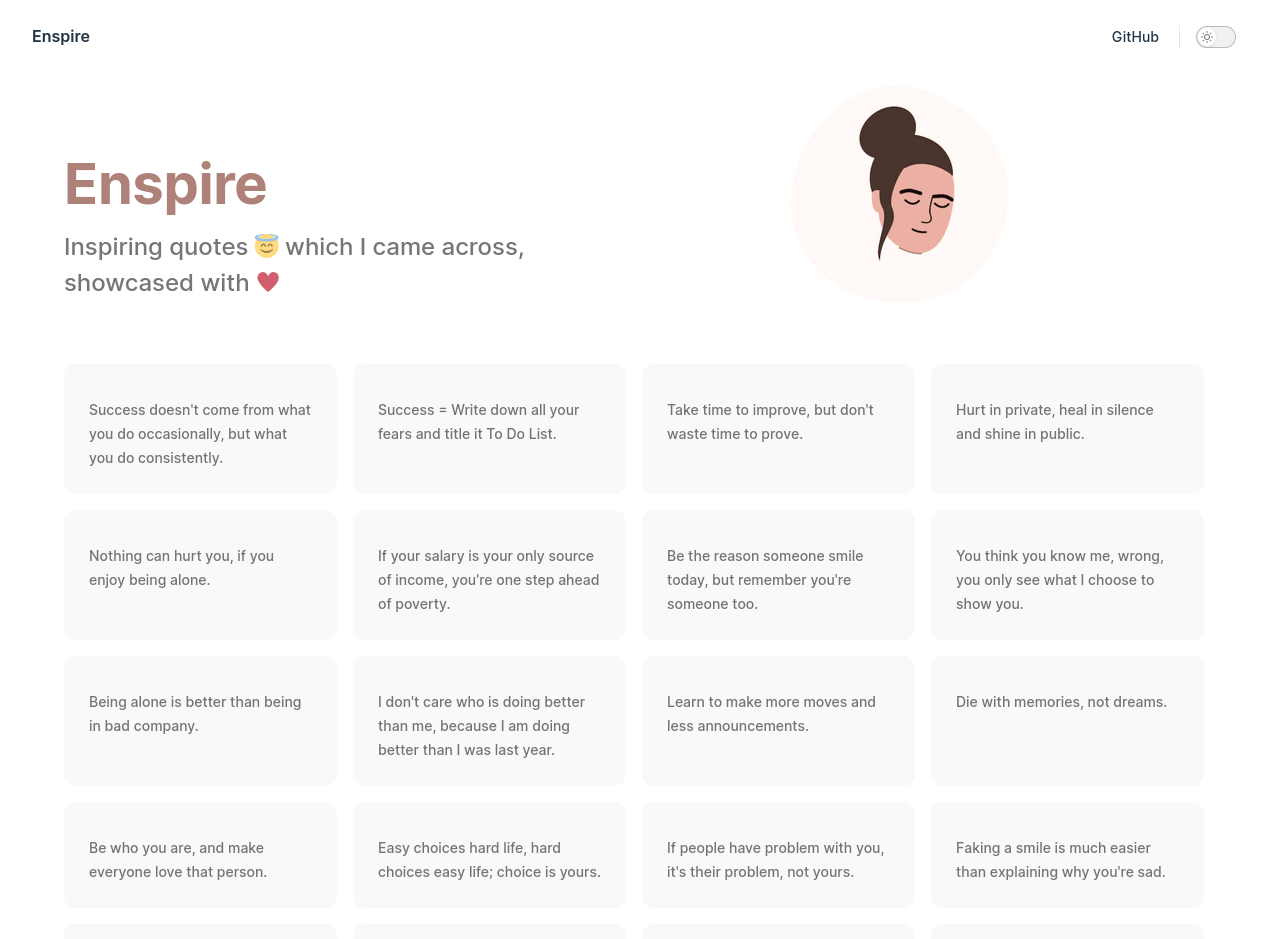 Enspire
GitHub
Enspire
Inspiring quotes 😇 which I came across,
showcased with ❤️
Success doesn't come from what
you do occasionally, but what
you do consistently.
Success = Write down all your
fears and title it To Do List.
Take time to improve, but don't
waste time to prove.
Hurt in private, heal in silence
and shine in public.
Nothing can hurt you, if you
enjoy being alone.
If your salary is your only source
of income, you're one step ahead
of poverty.
Be the reason someone smile
today, but remember you're
someone too.
You think you know me, wrong,
you only see what I choose to
show you.
Being alone is better than being
in bad company.
I don't care who is doing better
than me, because I am doing
better than I was last year.
Learn to make more moves and
less announcements.
Die with memories, not dreams.
Be who you are, and make
everyone love that person.
Easy choices hard life, hard
choices easy life; choice is yours.
If people have problem with you,
it's their problem, not yours.
Faking a smile is much easier
than explaining why you're sad.